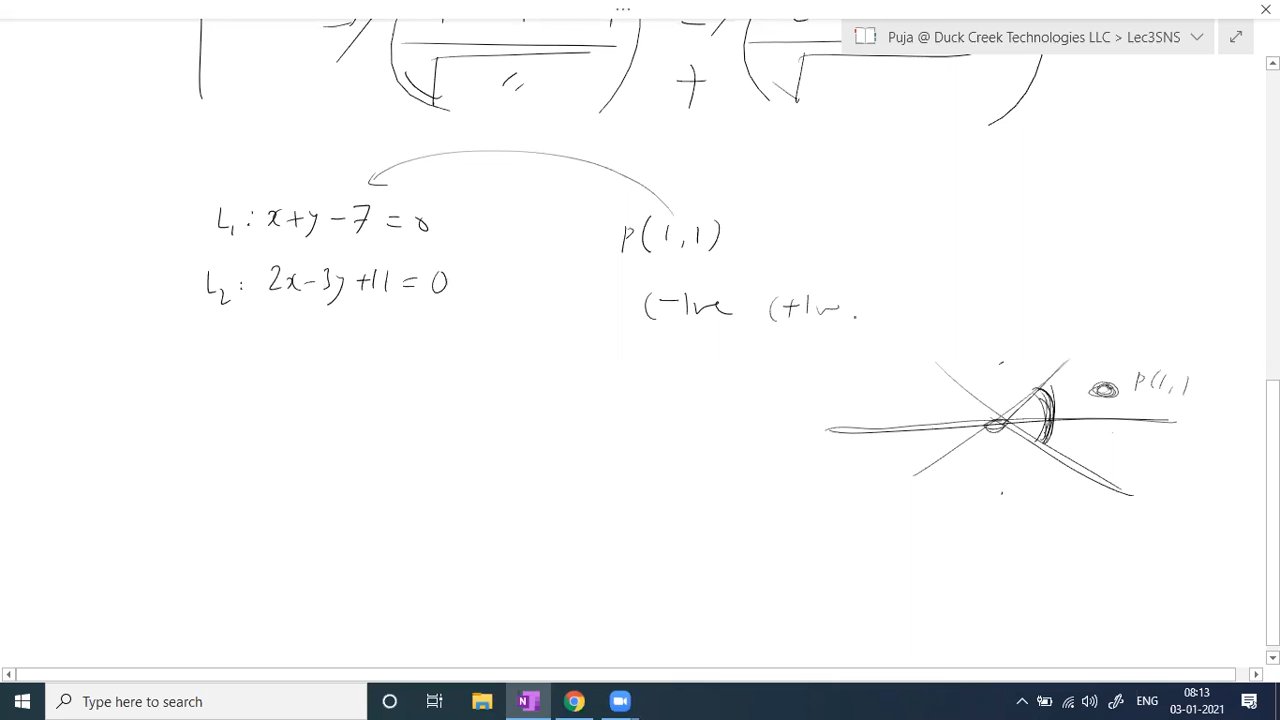 ...
Puja @ Duck Creek Technologies LLC > Lec3SNS
+
L₁ : x+y-7=0
P(1,1)
L₂ : 2x-3y+11=0
(-)ve (+)ve.
P(1,1
Type here to search
ENG
08:13
03-01-2021